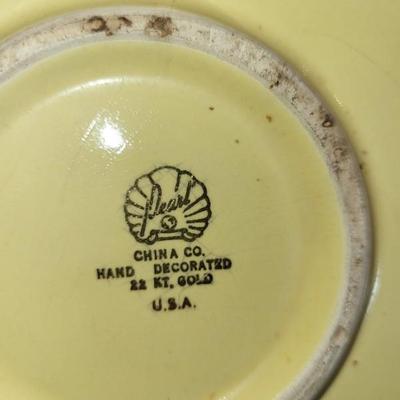 Pearl
CHINA CO.
HAND DECORATED
22 KT. GOLD
U.S.A.